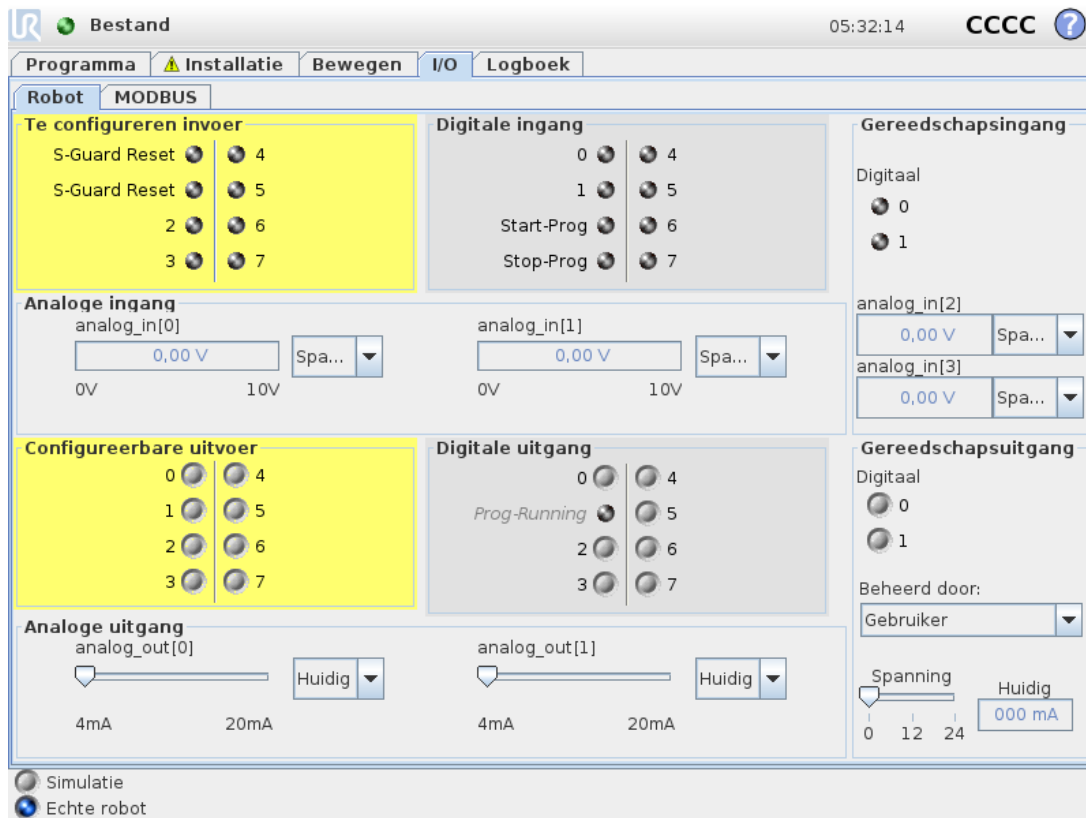 UR Bestand 05:32:14 CCCC ?
Programma Installatie Bewegen I/O Logboek
Robot MODBUS
Te configureren invoer
S-Guard Reset 4
S-Guard Reset 5
2 6
3 7
Digitale ingang
0 4
1 5
Start-Prog 6
Stop-Prog 7
Gereedschapsingang
Digitaal
0
1
analog_in[2]
0,00 V Spa...
analog_in[3]
0,00 V Spa...
Analoge ingang
analog_in[0]
0,00 V Spa...
0V 10V
analog_in[1]
0,00 V Spa...
0V 10V
Configureerbare uitvoer
0 4
1 5
2 6
3 7
Digitale uitgang
0 4
Prog-Running 5
2 6
3 7
Gereedschapsuitgang
Digitaal
0
1
Beheerd door:
Gebruiker
Spanning
0 12 24
Huidig
000 mA
Analoge uitgang
analog_out[0]
Huidig
4mA 20mA
analog_out[1]
Huidig
4mA 20mA
Simulatie
Echte robot